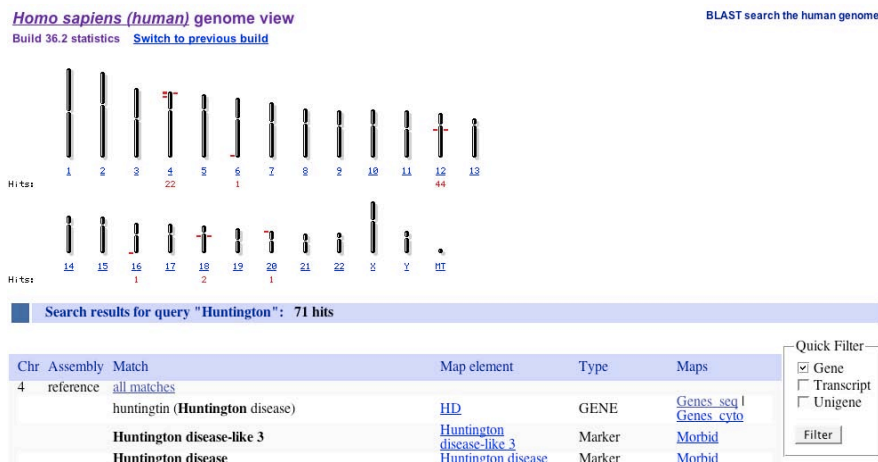 Homo sapiens (human) genome view
BLAST search the human genome
Build 36.2 statistics Switch to previous build
1 2 3 4 5 6 7 8 9 10 11 12 13
Hits: 22 1 44
14 15 16 17 18 19 20 21 22 X Y MT
Hits: 1 2 1
Search results for query "Huntington": 71 hits
Quick Filter
Chr Assembly Match Map element Type Maps
Gene
4 reference all matches
Transcript
huntingtin (Huntington disease) HD GENE Genes_seq | Genes_cyto
Unigene
Huntington disease-like 3 Huntington disease-like 3 Marker Morbid
Filter
Huntington disease Huntington disease Marker Morbid